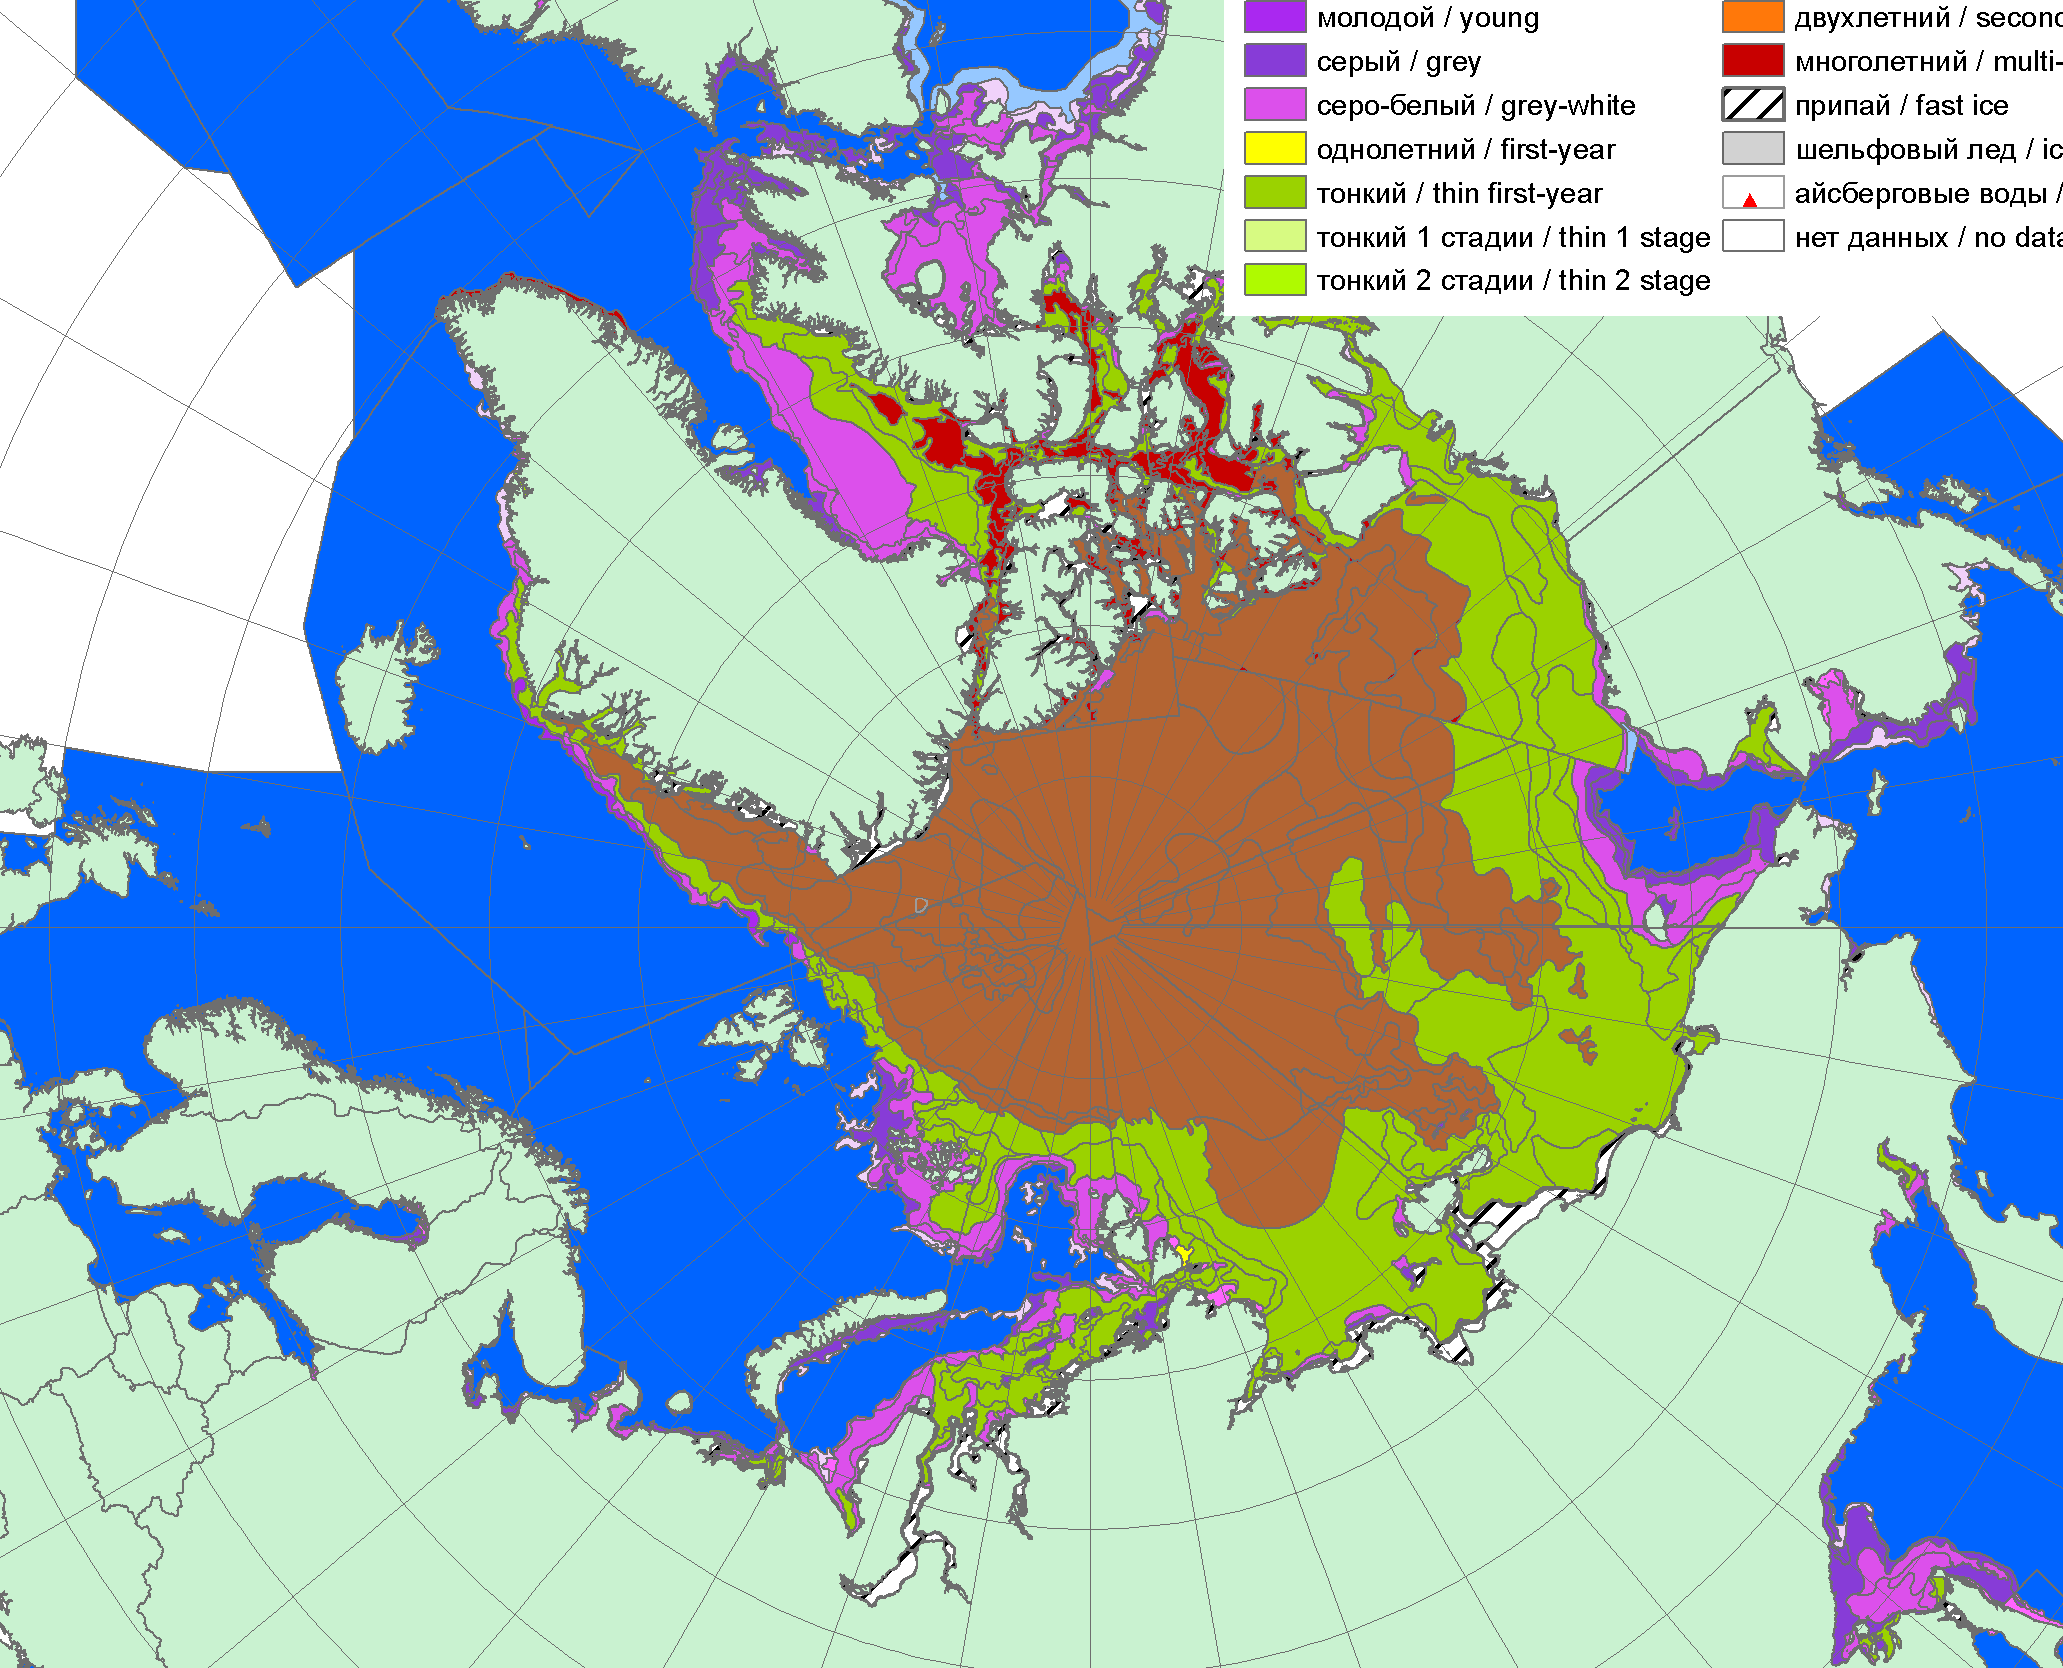 молодой / young
серый / grey
серо-белый / grey-white
однолетний / first-year
тонкий / thin first-year
тонкий 1 стадии / thin 1 stage
тонкий 2 стадии / thin 2 stage
двухлетний / secon
многолетний / multi-
припай / fast ice
шельфовый лед / ic
айсберговые воды /
нет данных / no data